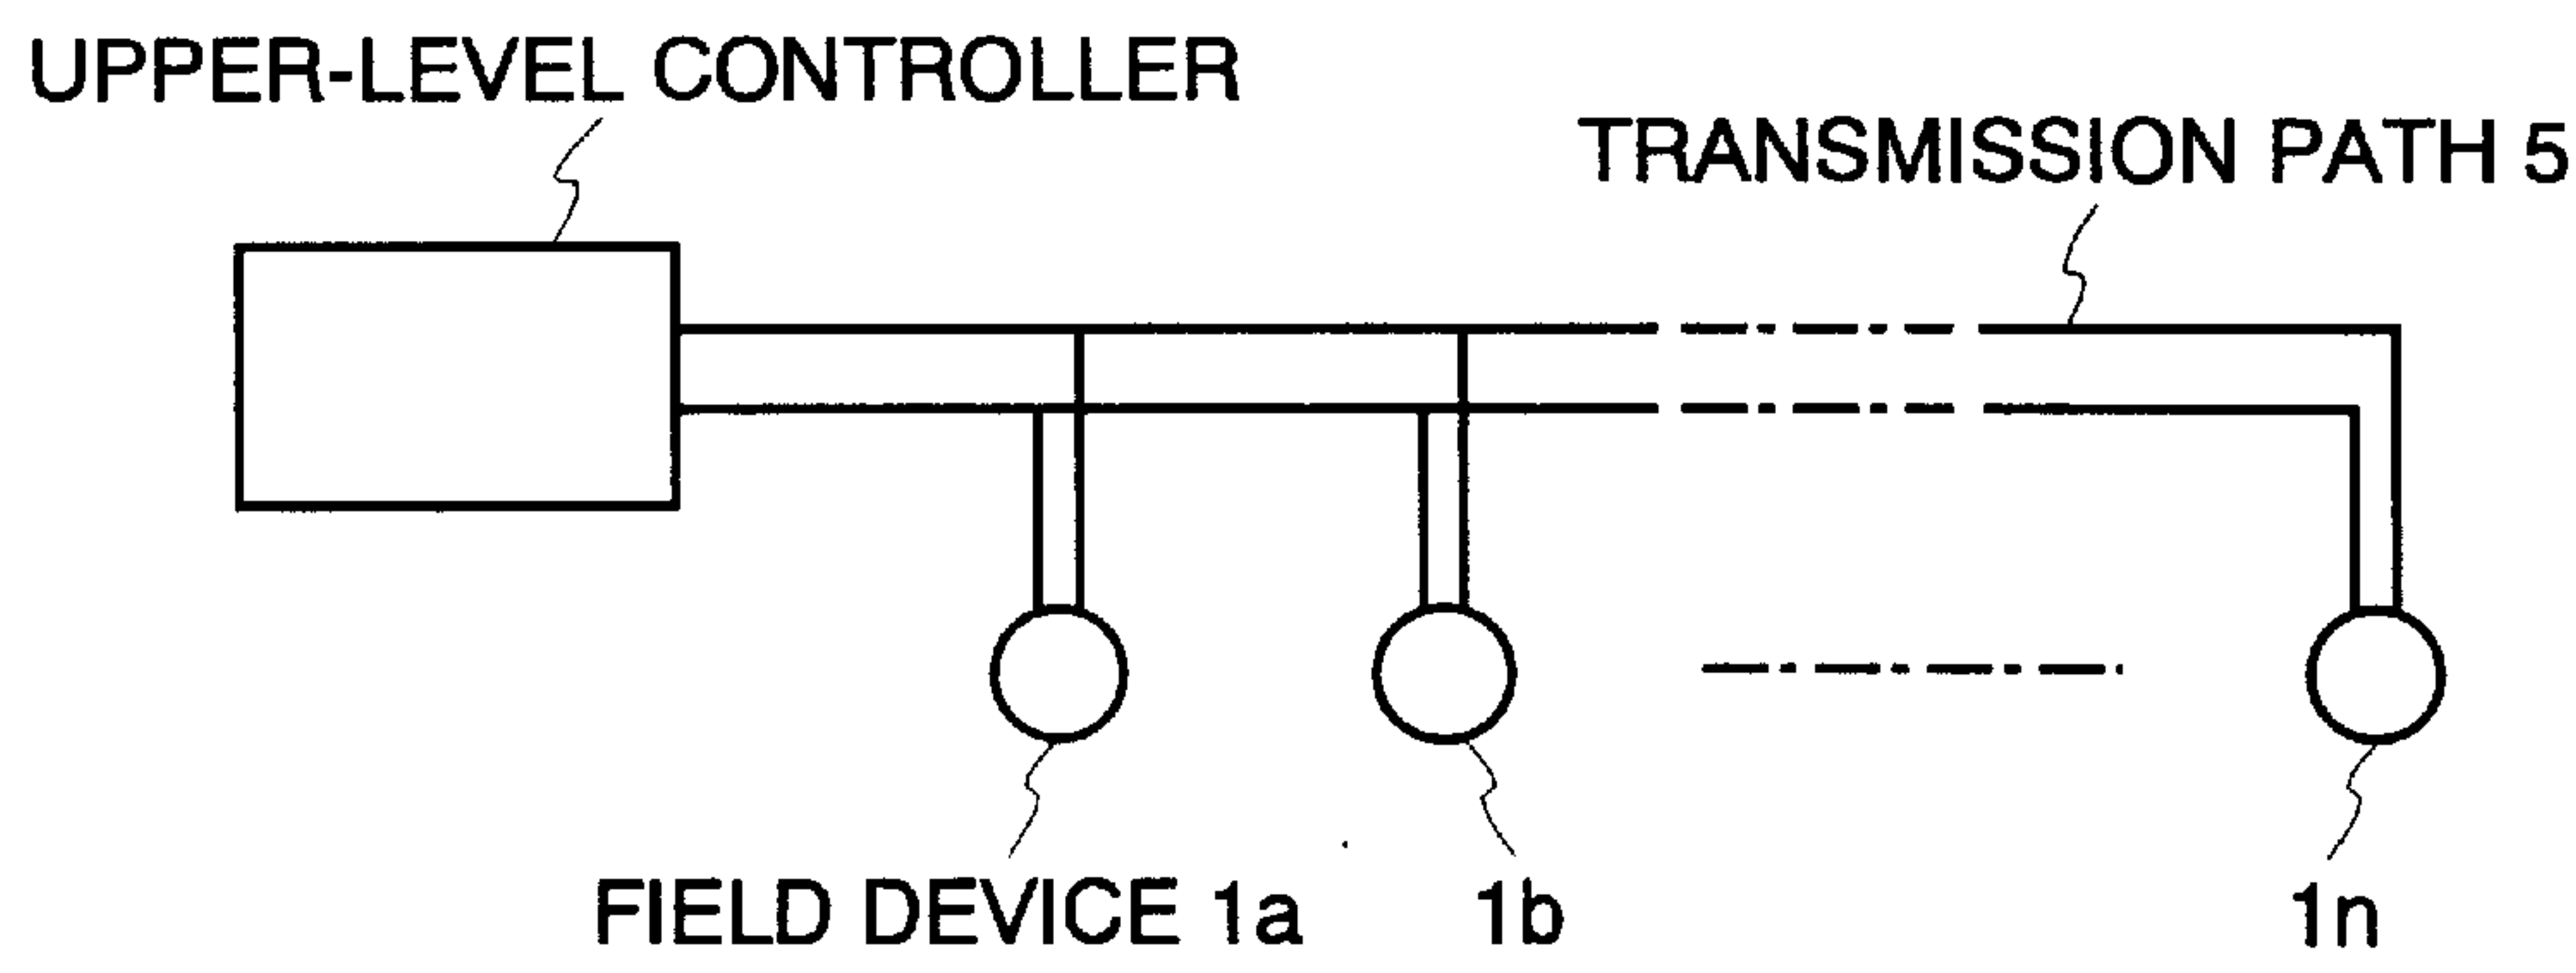 UPPER-LEVEL CONTROLLER
TRANSMISSION PATH 5
FIELD DEVICE 1a
1b
1n